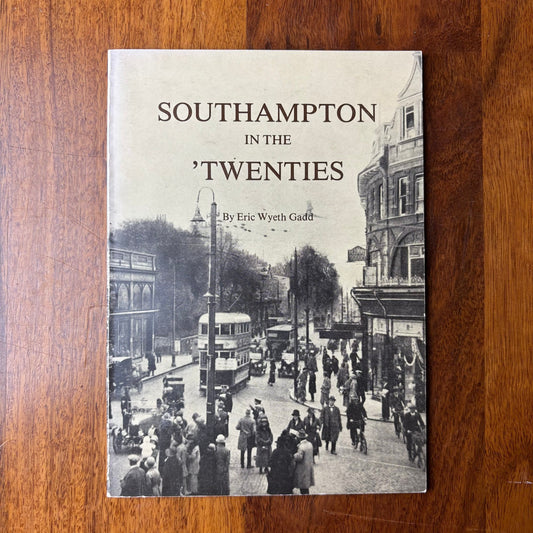 SOUTHAMPTON
IN THE
’TWENTIES
By Eric Wyeth Gadd